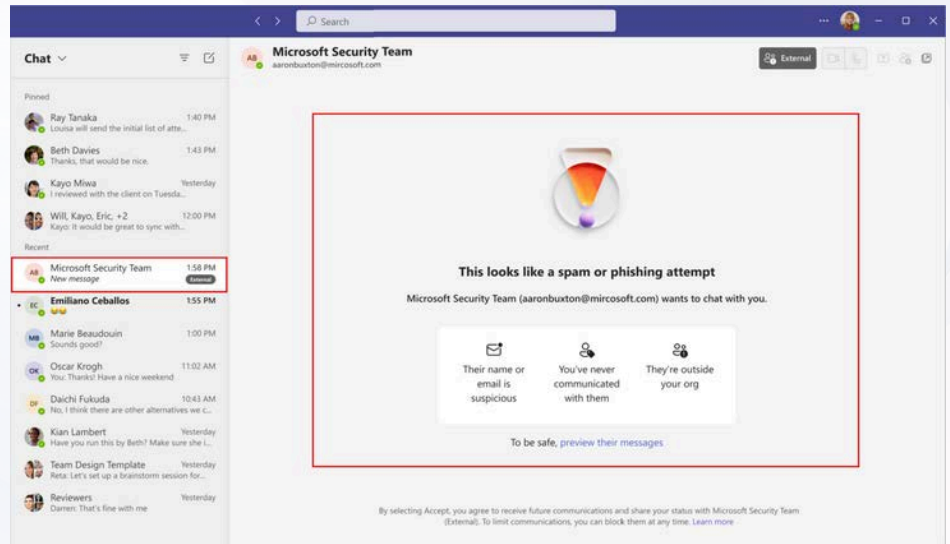 Search
Chat
Microsoft Security Team
aaronbuxton@mircosoft.com
External
Pinned
Ray Tanaka 1:40 PM
Louisa will send the initial list of atte...
Beth Davies 1:43 PM
Thanks, that would be nice.
Kayo Miwa Yesterday
I reviewed with the client on Tuesda...
Will, Kayo, Eric, +2 12:00 PM
Kayo: It would be great to sync with...
Recent
AB Microsoft Security Team 1:58 PM
New message External
EC Emiliano Ceballos 1:55 PM
MB Marie Beaudouin 1:00 PM
Sounds good?
OK Oscar Krogh 11:02 AM
You: Thanks! Have a nice weekend
DF Daichi Fukuda 10:43 AM
No, I think there are other alternatives we c...
Kian Lambert Yesterday
Have you run this by Beth? Make sure she i...
Team Design Template Yesterday
Reta: Let's set up a brainstorm session for...
Reviewers Yesterday
Darren: That's fine with me
AB
This looks like a spam or phishing attempt
Microsoft Security Team (aaronbuxton@mircosoft.com) wants to chat with you.
Their name or
email is
suspicious
You've never
communicated
with them
They're outside
your org
To be safe, preview their messages
By selecting Accept, you agree to receive future communications and share your status with Microsoft Security Team
(External). To limit communications, you can block them at any time. Learn more